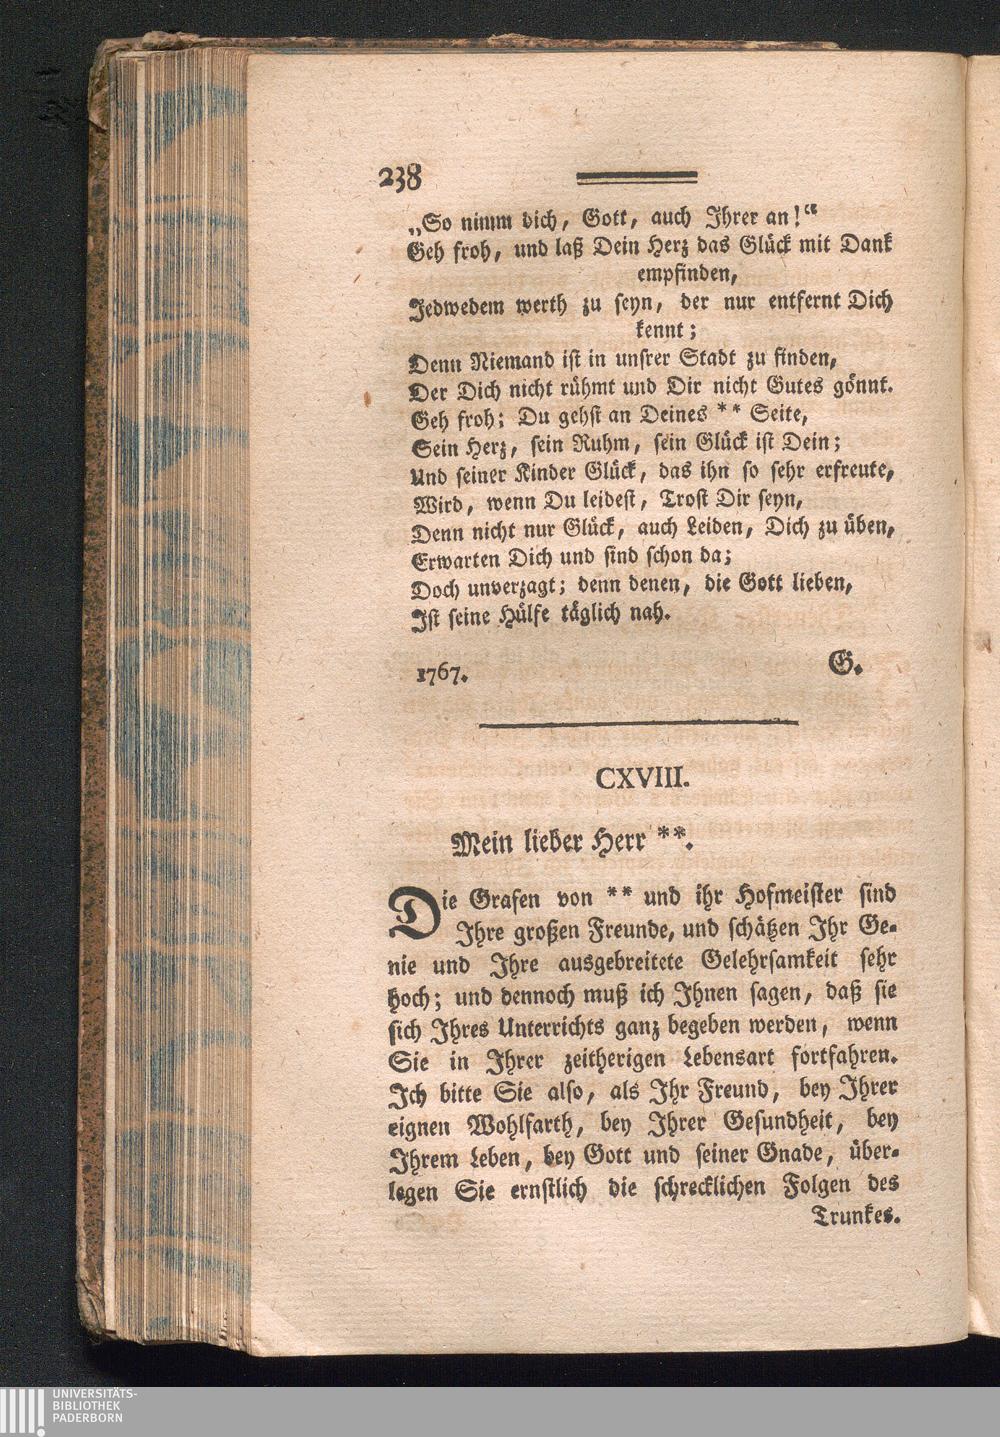 238
„So nimm dich, Gott, auch Ihrer an!“
Geh froh, und laß Dein Herz das Glück mit Dank
empfinden,
Jedwedem werth zu seyn, der nur entfernt Dich
kennt;
Denn Niemand ist in unsrer Stadt zu finden,
Der Dich nicht rühmt und Dir nicht Gutes gönnt.
Geh froh; Du gehst an Deines ** Seite,
Sein Herz, sein Ruhm, sein Glück ist Dein;
Und seiner Kinder Glück, das ihn so sehr erfreute,
Wird, wenn Du leidest, Trost Dir seyn,
Denn nicht nur Glück, auch Leiden, Dich zu üben,
Erwarten Dich und sind schon da;
Doch unverzagt; denn denen, die Gott lieben,
Ist seine Hülfe täglich nah.
1767. G.
CXVIII.
Mein lieber Herr **.
Die Grafen von ** und ihr Hofmeister sind
Ihre großen Freunde, und schätzen Ihr Ge-
nie und Ihre ausgebreitete Gelehrsamkeit sehr
hoch; und dennoch muß ich Ihnen sagen, daß sie
sich Ihres Unterrichts ganz begeben werden, wenn
Sie in Ihrer zeitherigen Lebensart fortfahren.
Ich bitte Sie also, als Ihr Freund, bey Ihrer
eignen Wohlfarth, bey Ihrer Gesundheit, bey
Ihrem Leben, bey Gott und seiner Gnade, über-
legen Sie ernstlich die schrecklichen Folgen des
Trunkes.
UNIVERSITÄTS-
BIBLIOTHEK
PADERBORN